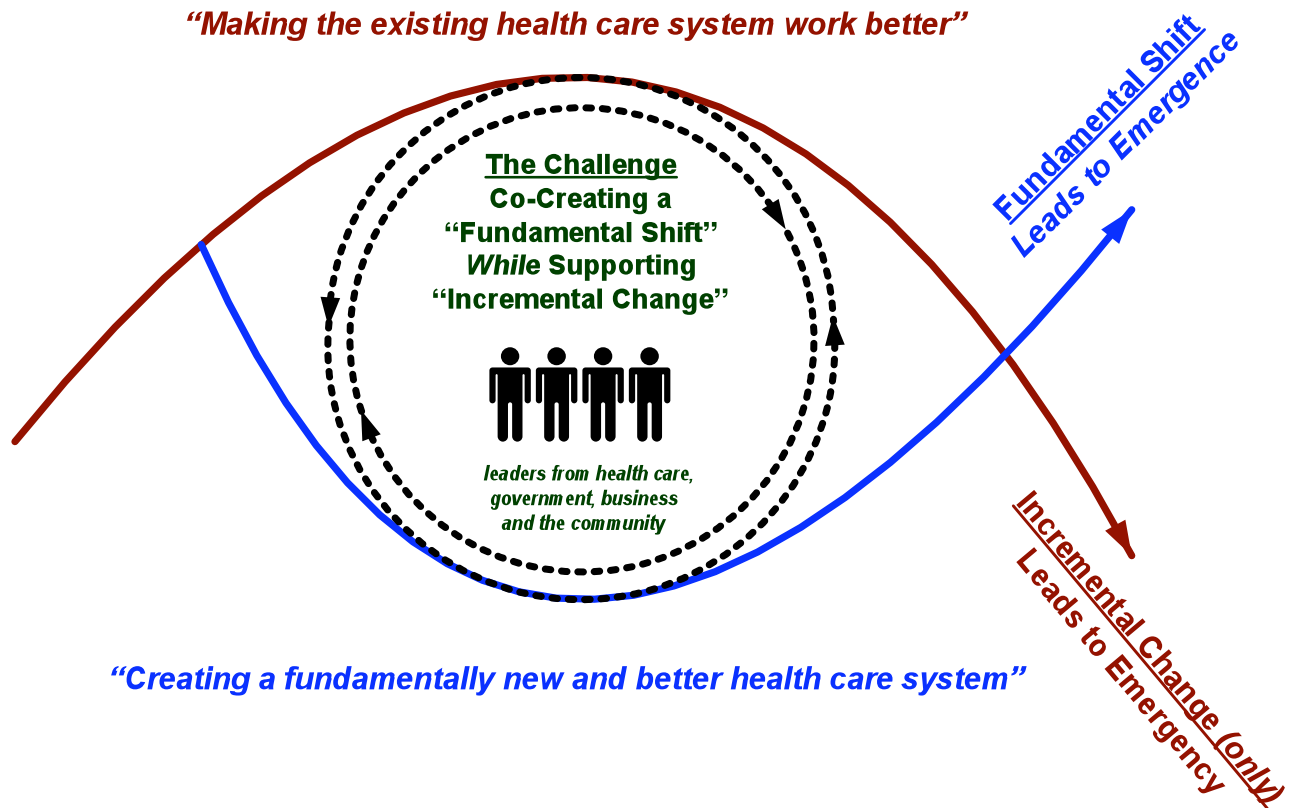 “Making the existing health care system work better”
Fundamental Shift
Leads to Emergence
The Challenge
Co-Creating a
“Fundamental Shift”
While Supporting
“Incremental Change”
leaders from health care,
government, business
and the community
Incremental Change (only)
Leads to Emergency
“Creating a fundamentally new and better health care system”